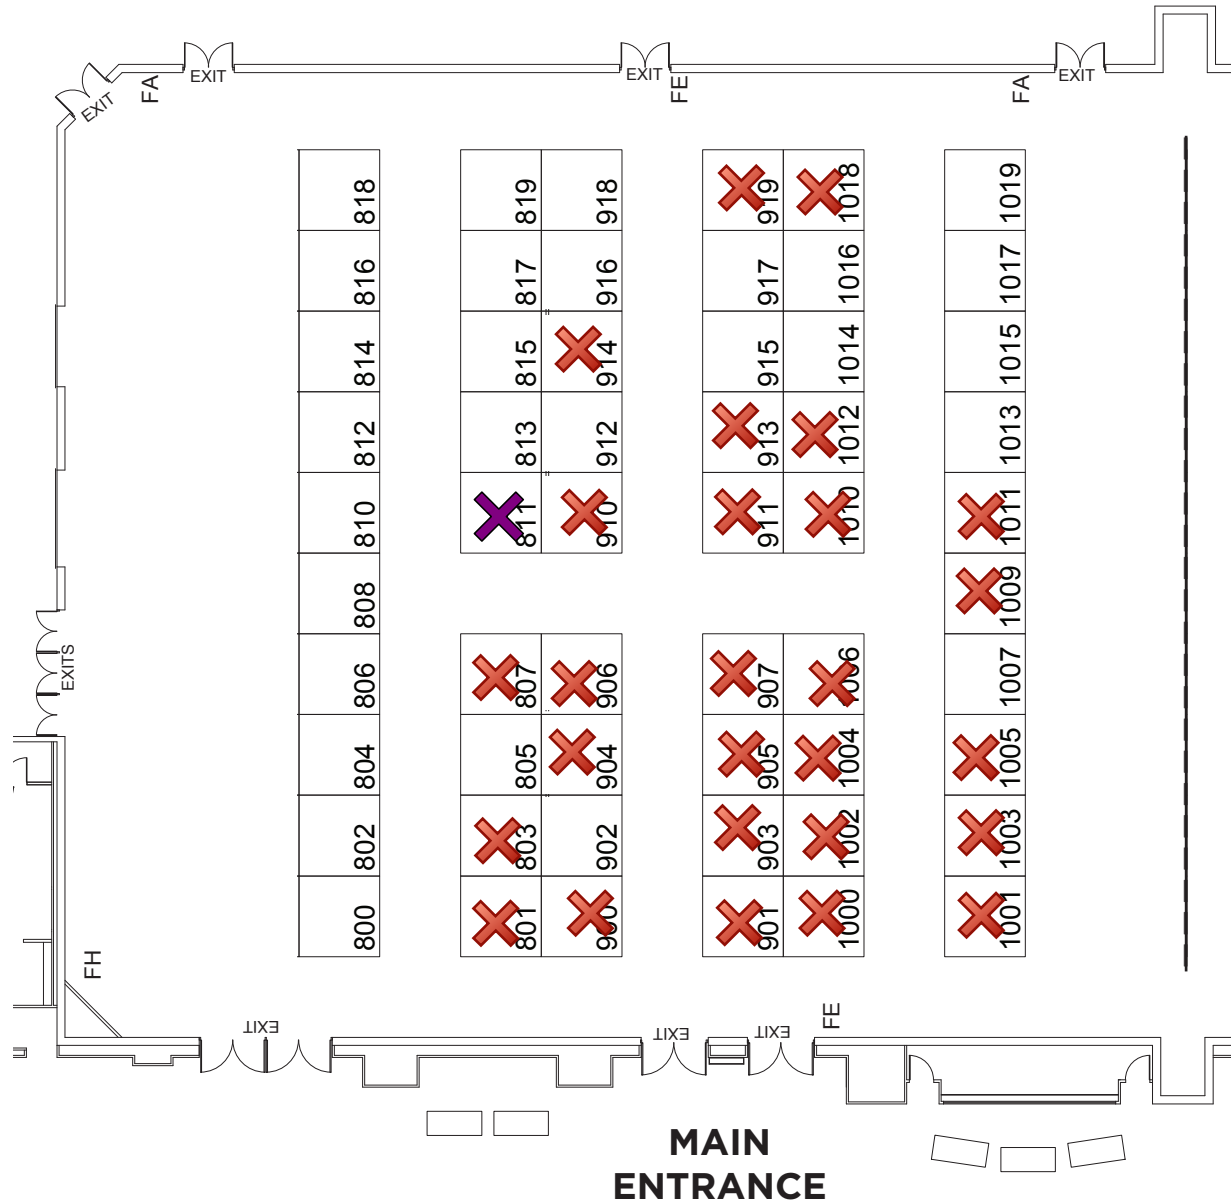 EXIT EXIT EXIT EXIT
FA FE FA
818 819 918 919 1018 1019
816 817 916 917 1016 1017
814 815 914 915 1014 1015
812 813 912 913 1012 1013
810 811 910 911 1010 1011
808 1009
EXITS
806 807 906 907 1006 1007
804 805 904 905 1004 1005
802 803 902 903 1002 1003
800 801 900 901 1000 1001
FH
FE
EXIT EXIT EXIT
MAIN
ENTRANCE